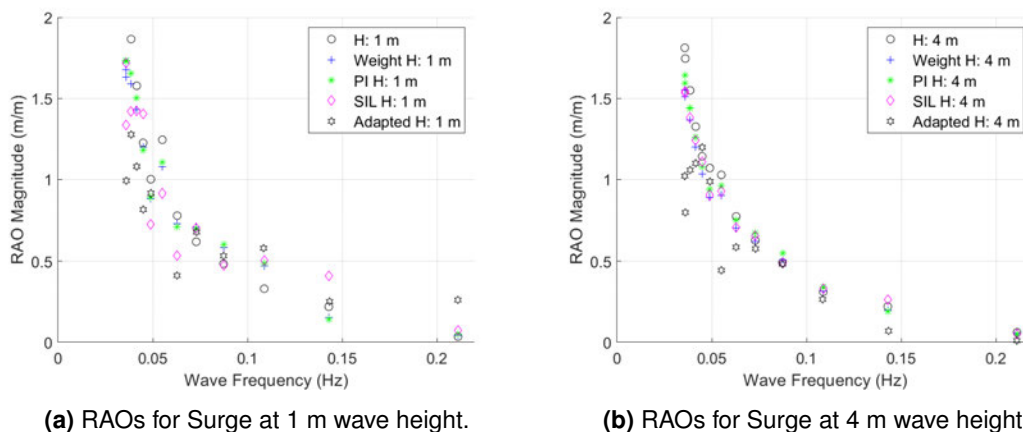 2
1.5
1
0.5
0
RAO Magnitude (m/m)
H: 1 m
Weight H: 1 m
PI H: 1 m
SIL H: 1 m
Adapted H: 1 m
0 0.05 0.1 0.15 0.2
Wave Frequency (Hz)
(a) RAOs for Surge at 1 m wave height.
2
1.5
1
0.5
0
RAO Magnitude (m/m)
H: 4 m
Weight H: 4 m
PI H: 4 m
SIL H: 4 m
Adapted H: 4 m
0 0.05 0.1 0.15 0.2
Wave Frequency (Hz)
(b) RAOs for Surge at 4 m wave height